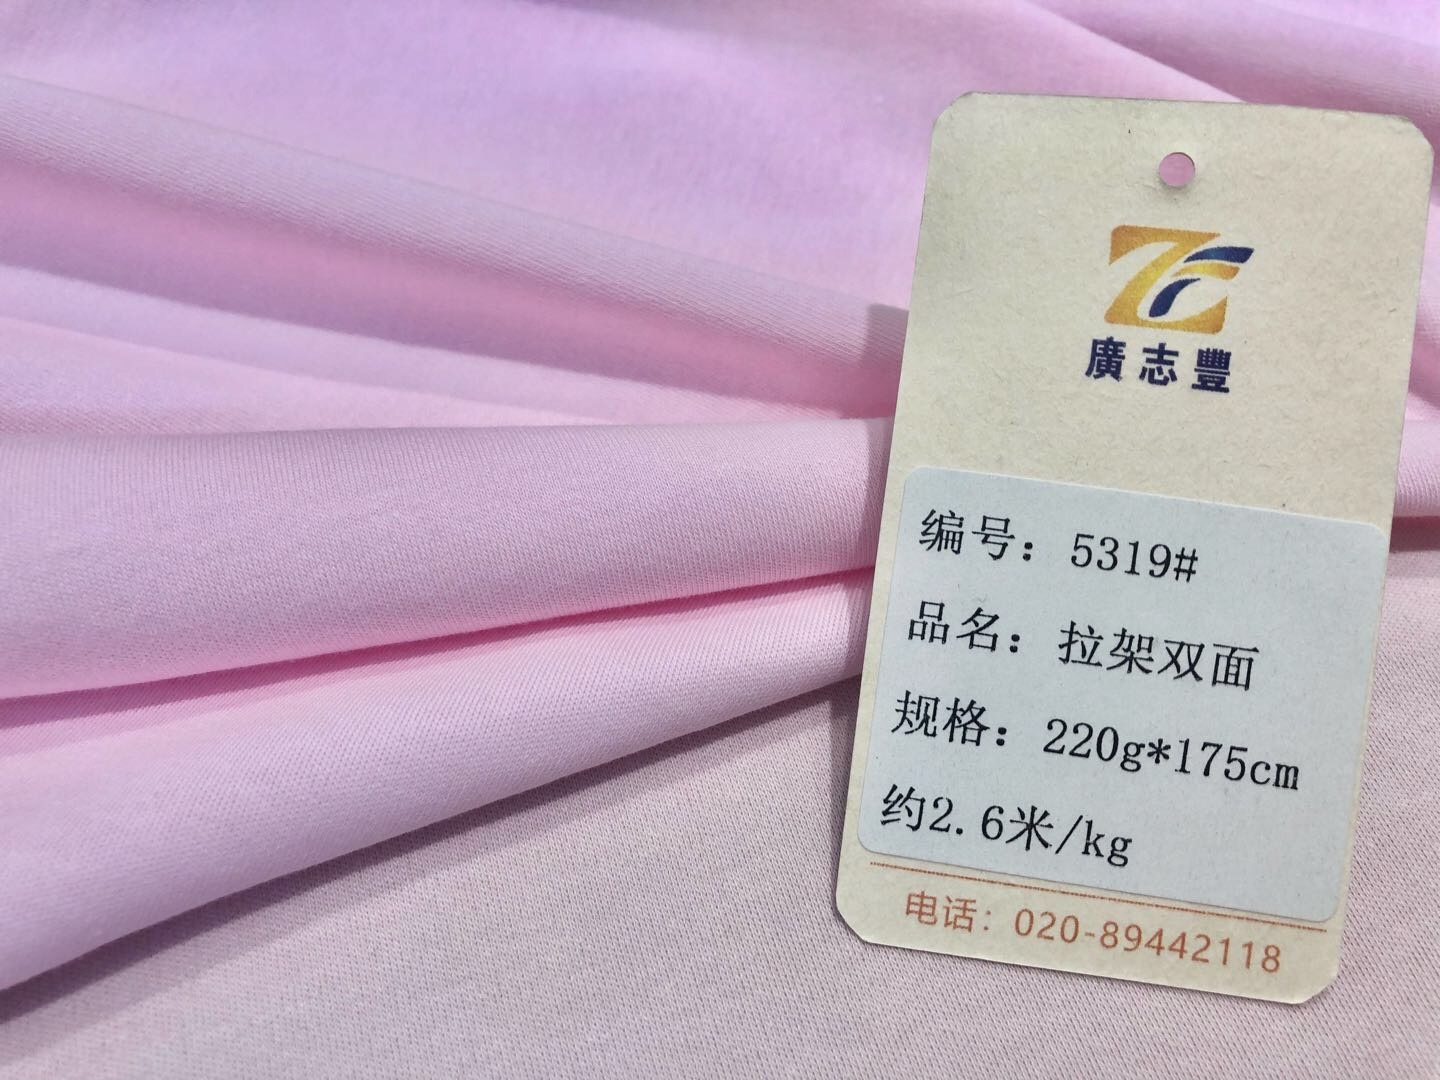 ZF
廣志豐
编号：5319#
品名：拉架双面
规格：220g*175cm
约2.6米/kg
电话：020-89442118